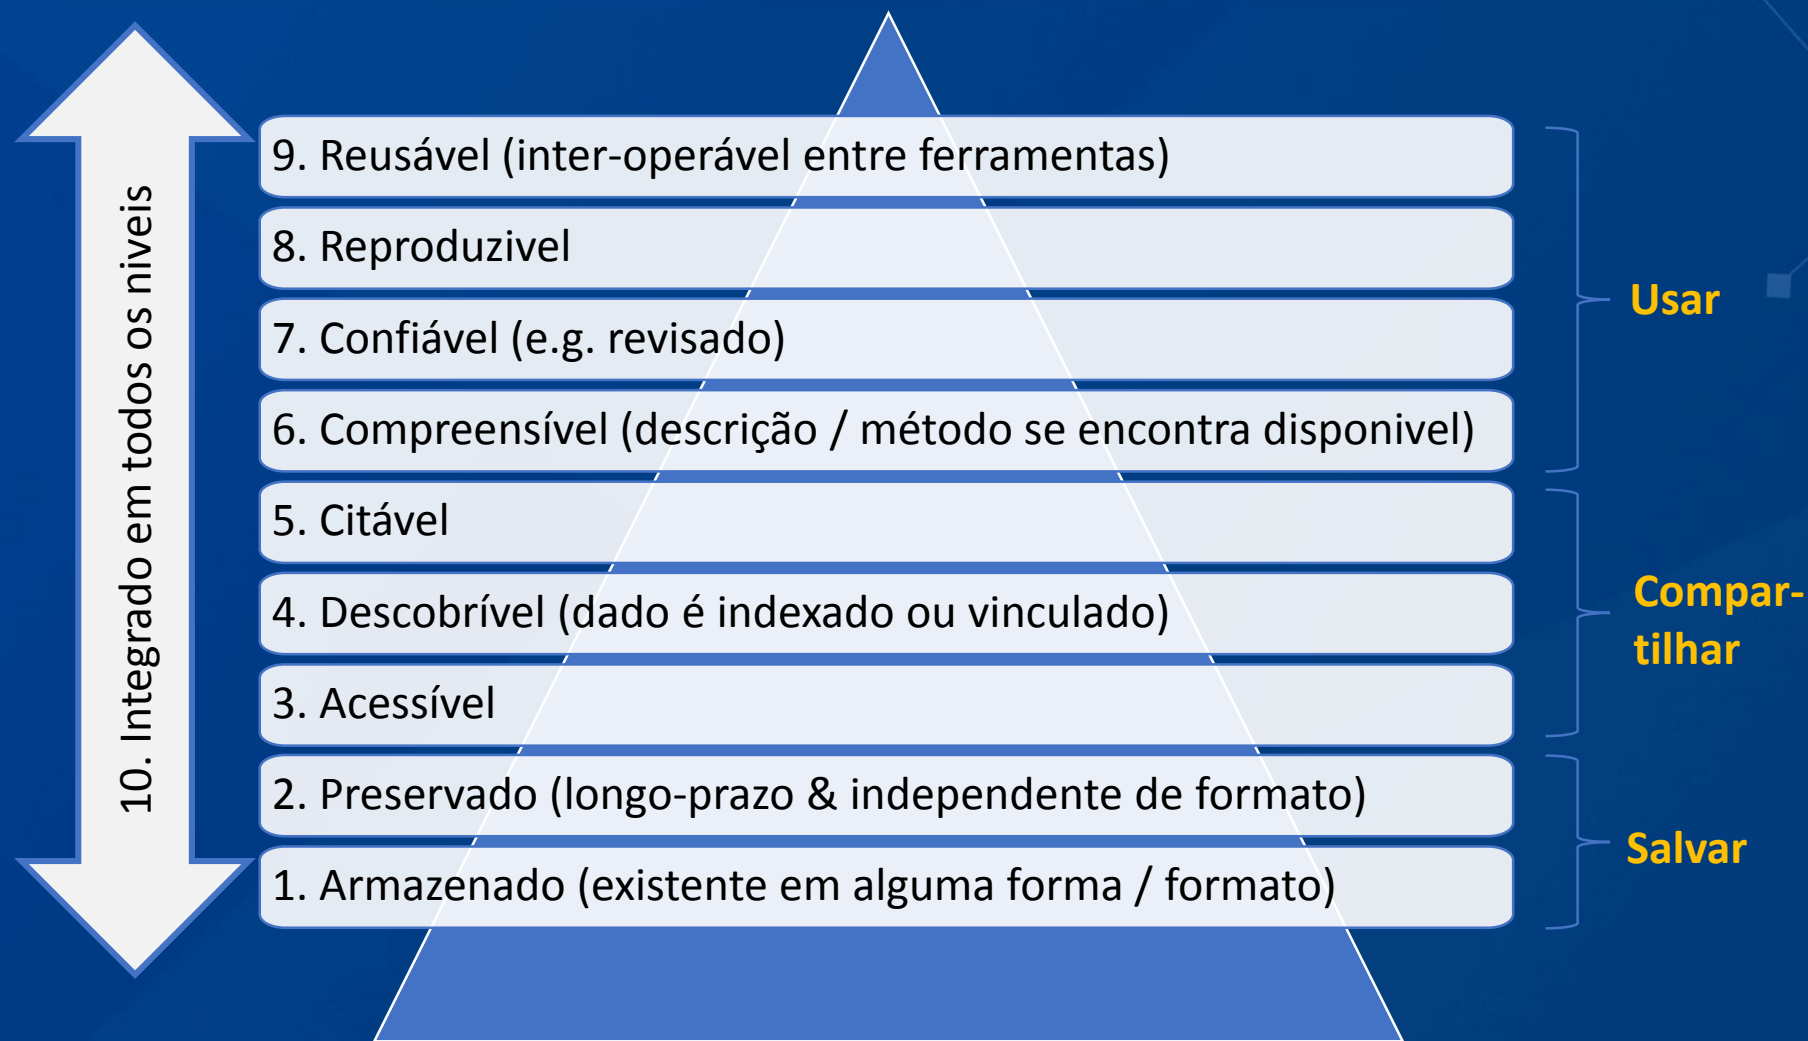 10. Integrado em todos os niveis
9. Reusável (inter-operável entre ferramentas)
8. Reproduzivel
7. Confiável (e.g. revisado)
6. Compreensível (descrição / método se encontra disponivel)
5. Citável
4. Descobrível (dado é indexado ou vinculado)
3. Acessível
2. Preservado (longo-prazo & independente de formato)
1. Armazenado (existente em alguma forma / formato)
Usar
Compar-
tilhar
Salvar